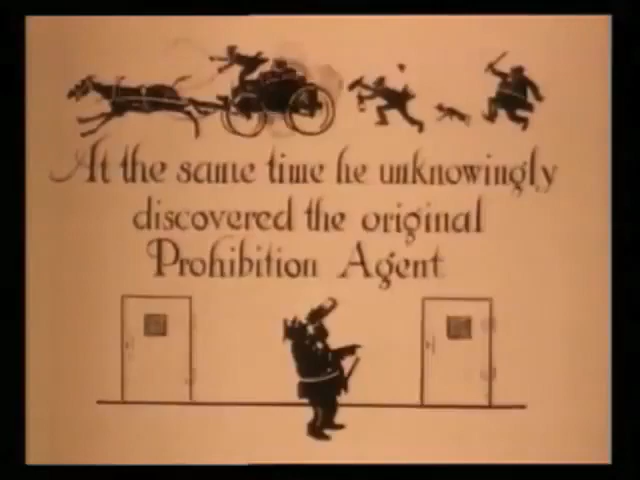 At the same time he unknowingly
discovered the original
Prohibition Agent